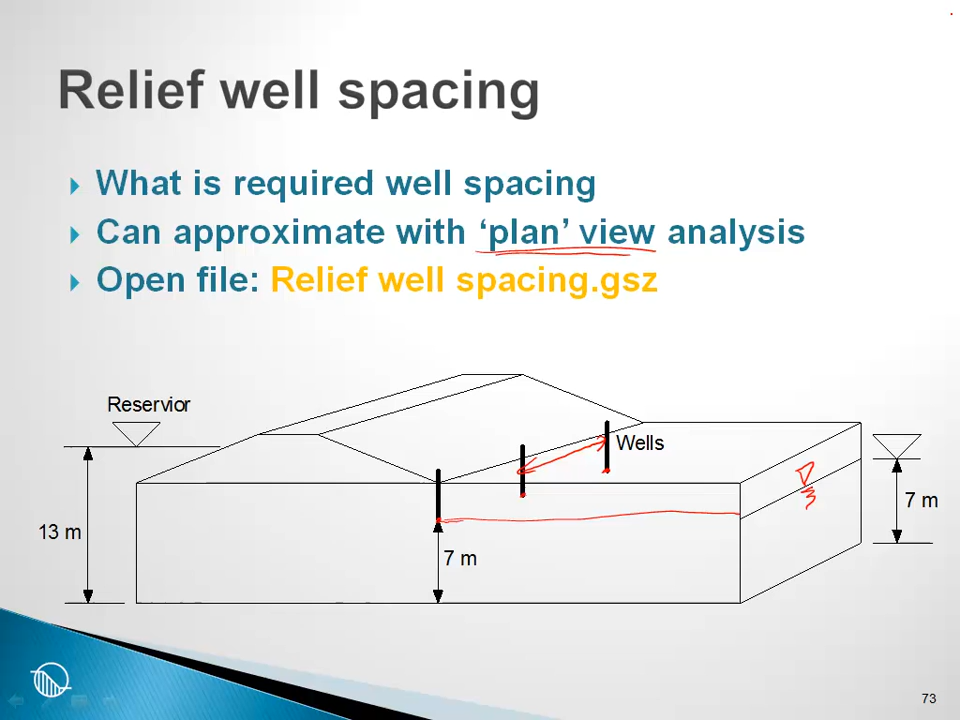 Relief well spacing
What is required well spacing
Can approximate with ‘plan’ view analysis
Open file: Relief well spacing.gsz
Reservior
Wells
13 m
7 m
7 m
73